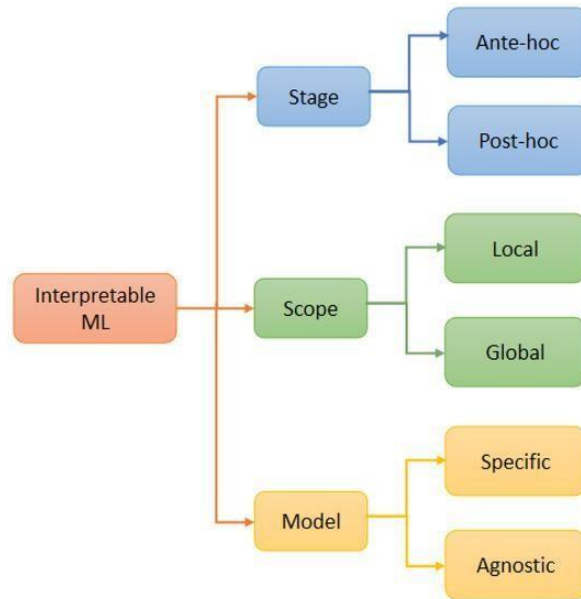 Ante-hoc
Stage
Post-hoc
Local
Interpretable
ML
Scope
Global
Specific
Model
Agnostic